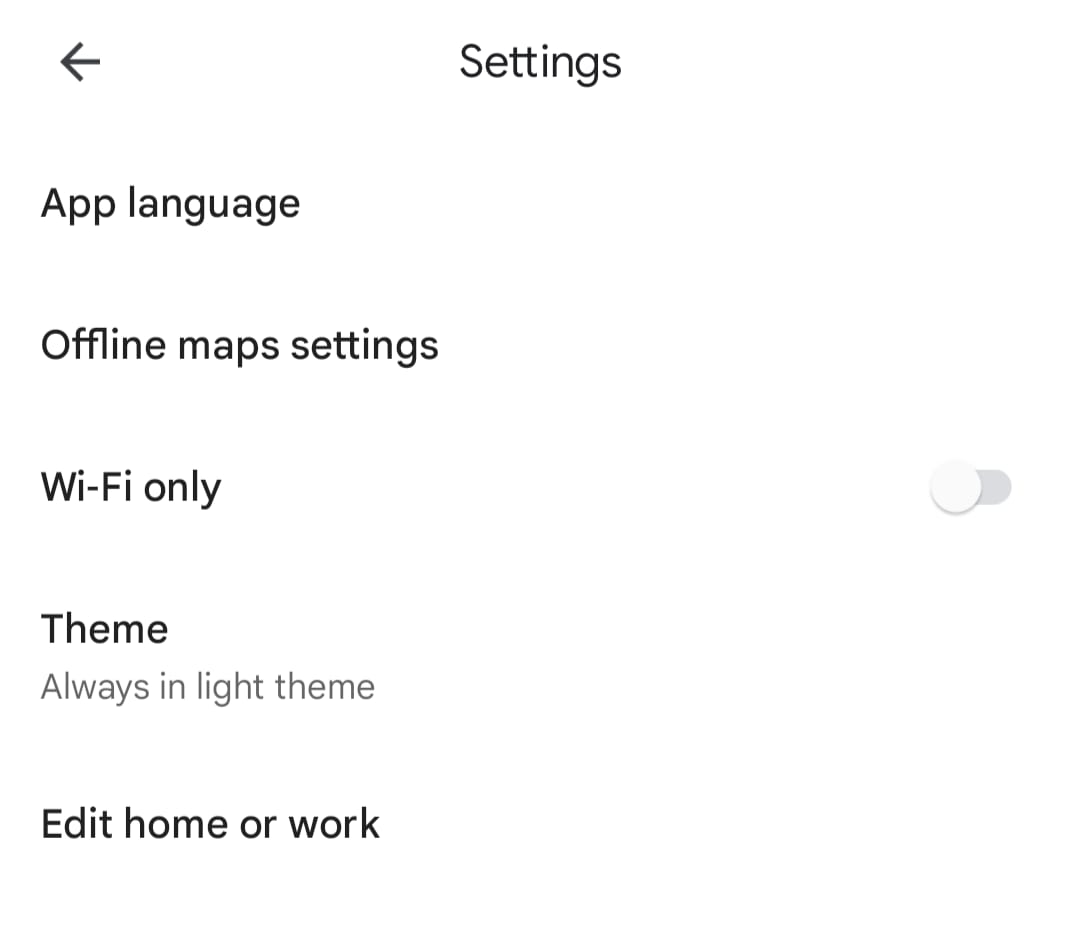 Settings
App language
Offline maps settings
Wi-Fi only
Theme
Always in light theme
Edit home or work